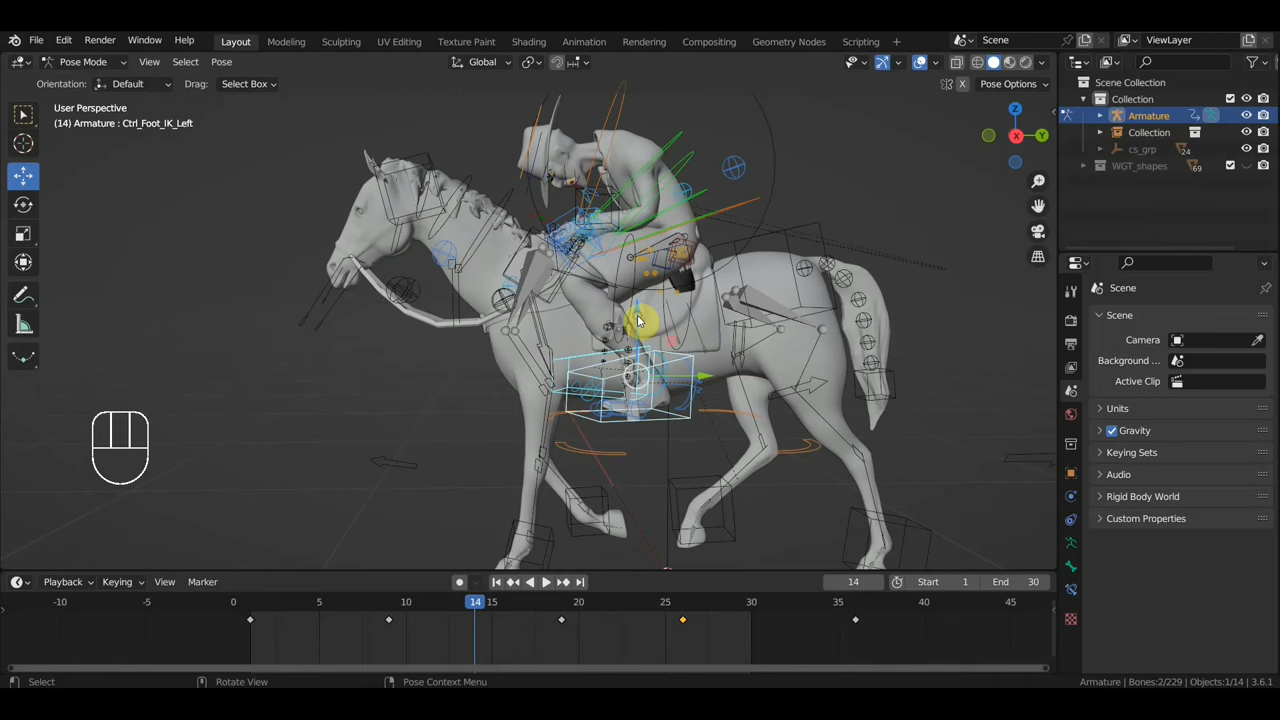 File Edit Render Window Help Layout Modeling Sculpting UV Editing Texture Paint Shading Animation Rendering Compositing Geometry Nodes Scripting + Scene ViewLayer
Pose Mode View Select Pose Global
Orientation: Default Drag: Select Box X Pose Options
User Perspective
(14) Armature : Ctrl_Foot_IK_Left
Z
X
Y
Scene Collection
Collection
Armature
Collection
cs_grp 24
WGT_shapes 69
Scene
Scene
Camera
Background ...
Active Clip
Units
Gravity
Keying Sets
Audio
Rigid Body World
Custom Properties
Playback Keying View Marker 14 Start 1 End 30
-10 -5 0 5 10 14 15 20 25 30 35 40 45
Select Rotate View Pose Context Menu Armature | Bones:2/229 | Objects:1/14 | 3.6.1